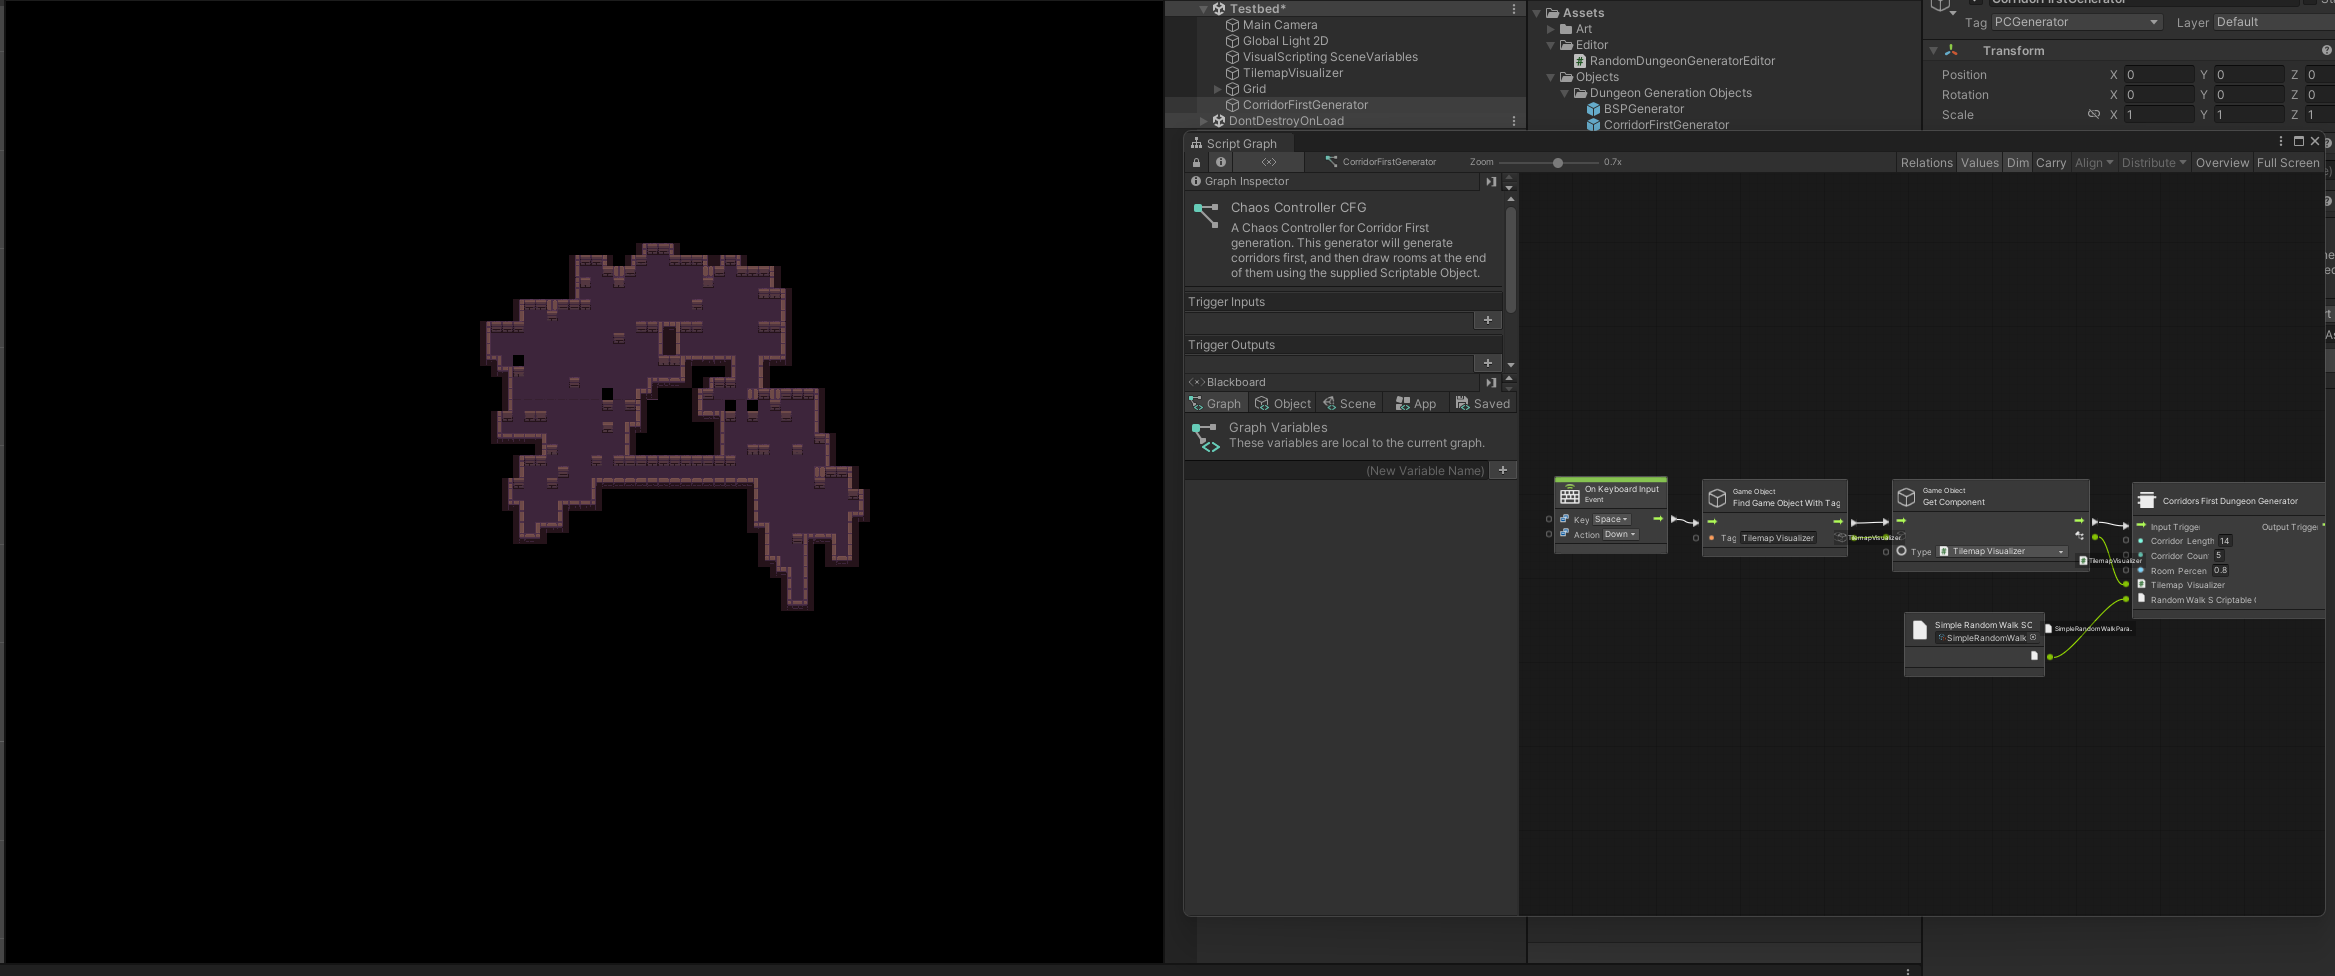 Testbed*
Main Camera
Global Light 2D
VisualScripting SceneVariables
TilemapVisualizer
Grid
CorridorFirstGenerator
DontDestroyOnLoad
Assets
Art
Editor
RandomDungeonGeneratorEditor
Objects
Dungeon Generation Objects
BSPGenerator
CorridorFirstGenerator
CorridorFirstGenerator
Tag PCGenerator Layer Default
Transform
Position X 0 Y 0 Z 0
Rotation X 0 Y 0 Z 0
Scale X 1 Y 1 Z 1
Script Graph
CorridorFirstGenerator Zoom 0.7x
Relations Values Dim Carry Align Distribute Overview Full Screen
Graph Inspector
Chaos Controller CFG
A Chaos Controller for Corridor First
generation. This generator will generate
corridors first, and then draw rooms at the end
of them using the supplied Scriptable Object.
Trigger Inputs
+
Trigger Outputs
+
Blackboard
Graph Object Scene App Saved
Graph Variables
These variables are local to the current graph.
(New Variable Name) +
On Keyboard Input
Event
Key Space
Action Down
Game Object
Find Game Object With Tag
Tag Tilemap Visualizer
TilemapVisualizer
Game Object
Get Component
Type Tilemap Visualizer
TilemapVisualizer
Corridors First Dungeon Generator
Input Trigge Output Trigge
Corridor Length 14
Corridor Coun 5
Room Percen 0.8
Tilemap Visualizer
Random Walk S Criptable
Simple Random Walk SC
SimpleRandomWalk
SimpleRandomWalkPara..